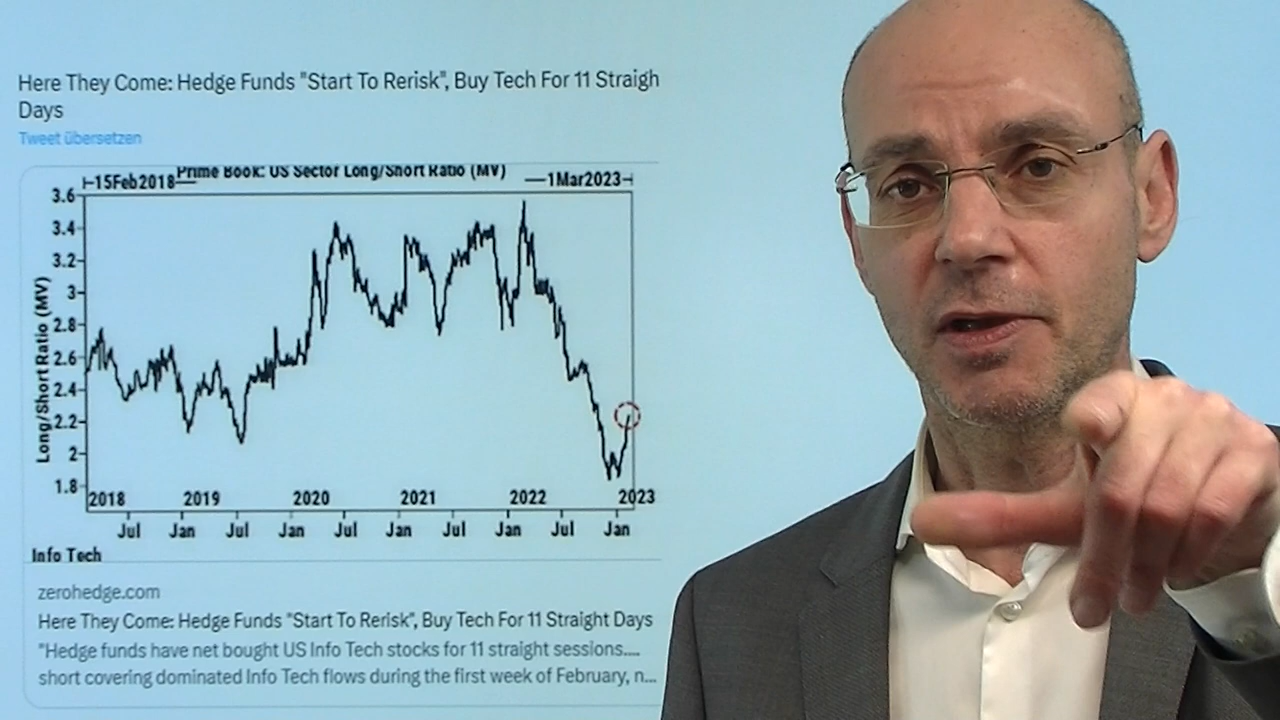 Here They Come: Hedge Funds "Start To Rerisk", Buy Tech For 11 Straigh
Days
Tweet übersetzen
Prime Book: US Sector Long/Short Ratio (MV)
15Feb2018
1Mar2023
Long/Short Ratio (MV)
3.6
3.4
3.2
3
2.8
2.6
2.4
2.2
2
1.8
2018 2019 2020 2021 2022 2023
Jul Jan Jul Jan Jul Jan Jul Jan Jul Jan
Info Tech
zerohedge.com
Here They Come: Hedge Funds "Start To Rerisk", Buy Tech For 11 Straight Days
"Hedge funds have net bought US Info Tech stocks for 11 straight sessions....
short covering dominated Info Tech flows during the first week of February, n...